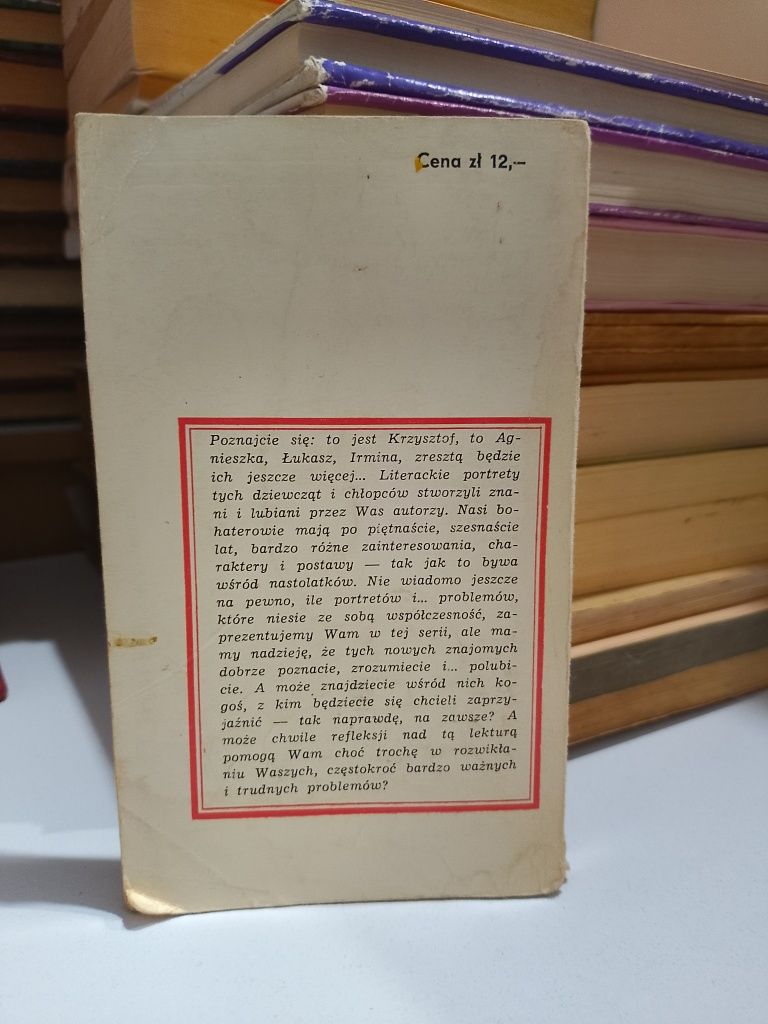 Cena zł 12,—
Poznajcie się: to jest Krzysztof, to Ag-
nieszka, Łukasz, Irmina, zresztą będzie
ich jeszcze więcej... Literackie portrety
tych dziewcząt i chłopców stworzyli zna-
ni i lubiani przez Was autorzy. Nasi bo-
haterowie mają po piętnaście, szesnaście
lat, bardzo różne zainteresowania, cha-
raktery i postawy — tak jak to bywa
wśród nastolatków. Nie wiadomo jeszcze
na pewno, ile portretów i... problemów,
które niesie ze sobą współczesność, za-
prezentujemy Wam w tej serii, ale ma-
my nadzieję, że tych nowych znajomych
dobrze poznacie, zrozumiecie i... polubi-
cie. A może znajdziecie wśród nich ko-
goś, z kim będziecie się chcieli zaprzy-
jaźnić — tak naprawdę, na zawsze? A
może chwile refleksji nad tą lekturą
pomogą Wam choć trochę w rozwikła-
niu Waszych, częstokroć bardzo ważnych
i trudnych problemów?